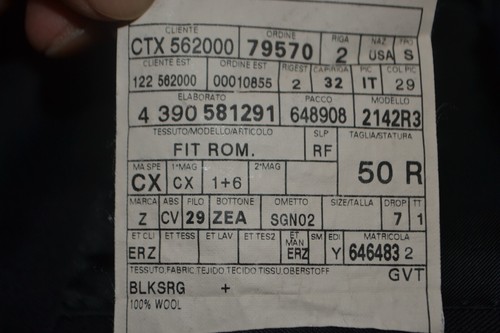 CLIENTE ORDINE RIGA NAZ
CTX 562000 79570 2 USA S
CLIENTE EST ORDINE EST RIGEST CAPRIGA PIC COL PIC
122 562000 00010855 2 32 IT 29
ELABORATO PACCO MODELLO
4 390 581291 648908 2142R3
TESSUTO/MODELLO/ARTICOLO SLP TAGLIA/STATURA
FIT ROM. RF
50 R
MA SPE 1°MAG 2°MAG
CX CX 1+6
MARCA ABS FILO BOTTONE OMETTO SIZE/TALLA DROP TT
Z CV 29 ZEA SGN02 7 1
ET CLI ET TESS ET LAV ET TES2 ET MAN SM EDI MATRICOLA
ERZ ERZ Y 646483 2
TESSUTO FABRIC TEJIDO TECIDO TISSU OBERSTOFF GVT
BLKSRG +
100% WOOL